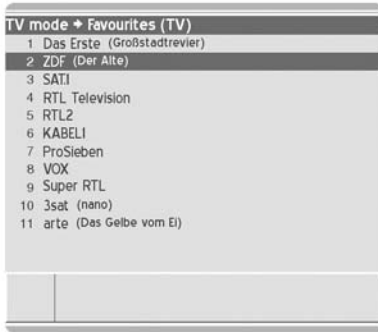 TV mode → Favourites (TV)
1 Das Erste (Großstadtrevier)
2 ZDF (Der Alte)
3 SAT.1
4 RTL Television
5 RTL2
6 KABEL1
7 ProSieben
8 VOX
9 Super RTL
10 3sat (nano)
11 arte (Das Gelbe vom Ei)